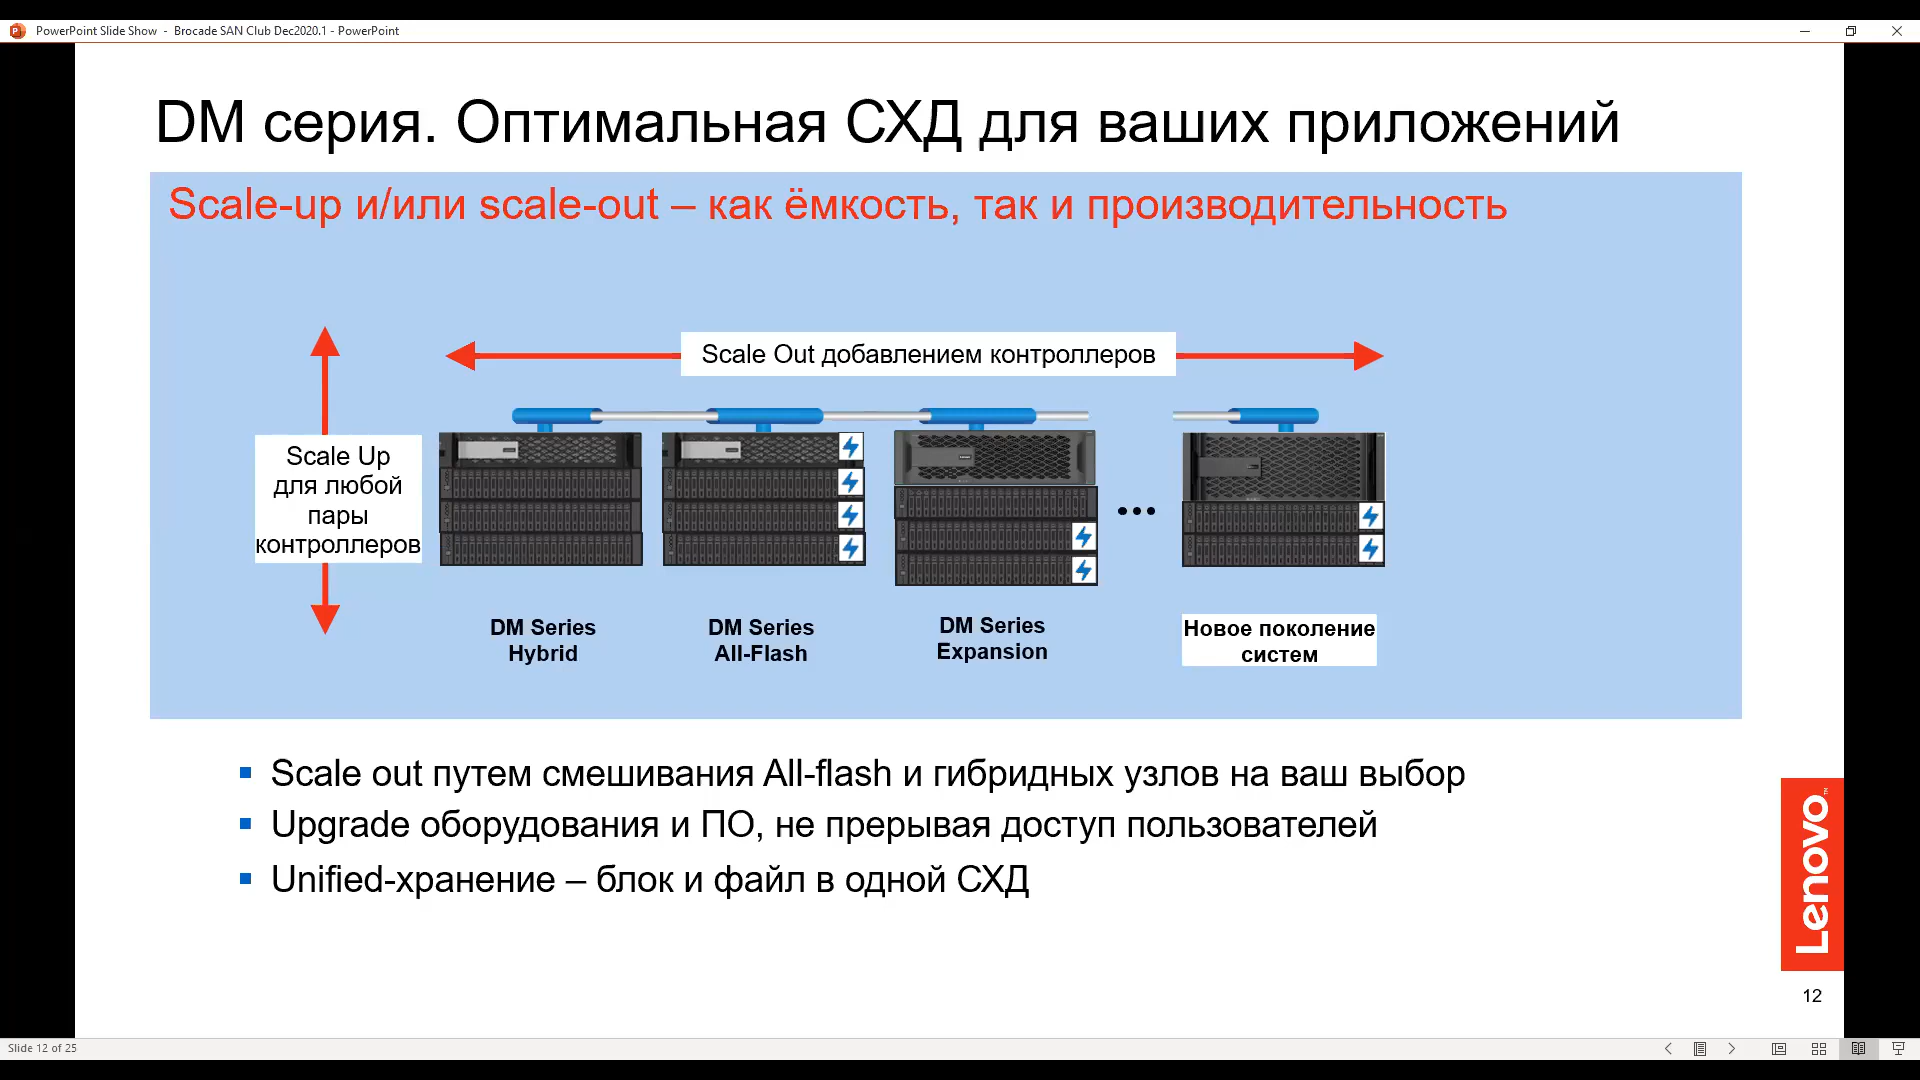 PowerPoint Slide Show - Brocade SAN Club Dec2020.1 - PowerPoint
DM серия. Оптимальная СХД для ваших приложений
Scale-up и/или scale-out – как ёмкость, так и производительность
Scale Out добавлением контроллеров
Scale Up
для любой
пары
контроллеров
DM Series
Hybrid
DM Series
All-Flash
DM Series
Expansion
Новое поколение
систем
Scale out путем смешивания All-flash и гибридных узлов на ваш выбор
Upgrade оборудования и ПО, не прерывая доступ пользователей
Unified-хранение – блок и файл в одной СХД
Lenovo™
12
Slide 12 of 25